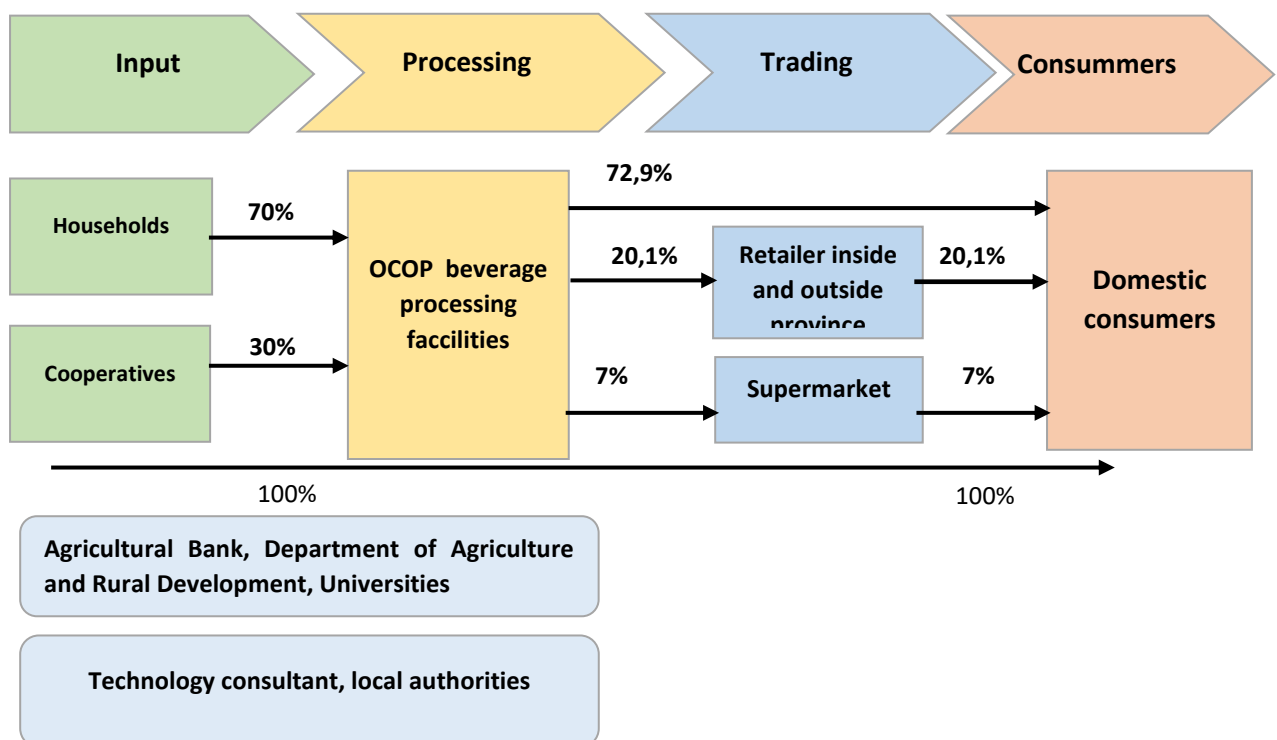 Input
Processing
Trading
Consummers
Households
70%
Cooperatives
30%
OCOP beverage
processing
faccilities
72,9%
20,1%
Retailer inside
and outside
province
20,1%
7%
Supermarket
7%
Domestic
consumers
100%
100%
Agricultural Bank, Department of Agriculture
and Rural Development, Universities
Technology consultant, local authorities